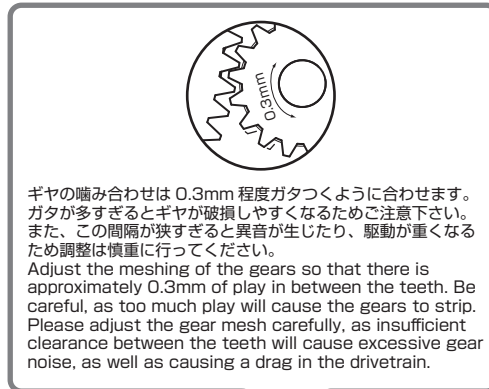 0.3mm
ギヤの噛み合わせは 0.3mm 程度ガタつくように合わせます。
ガタが多すぎるとギヤが破損しやすくなるためご注意下さい。
また、この間隔が狭すぎると異音が生じたり、駆動が重くなる
ため調整は慎重に行ってください。
Adjust the meshing of the gears so that there is
approximately 0.3mm of play in between the teeth. Be
careful, as too much play will cause the gears to strip.
Please adjust the gear mesh carefully, as insufficient
clearance between the teeth will cause excessive gear
noise, as well as causing a drag in the drivetrain.